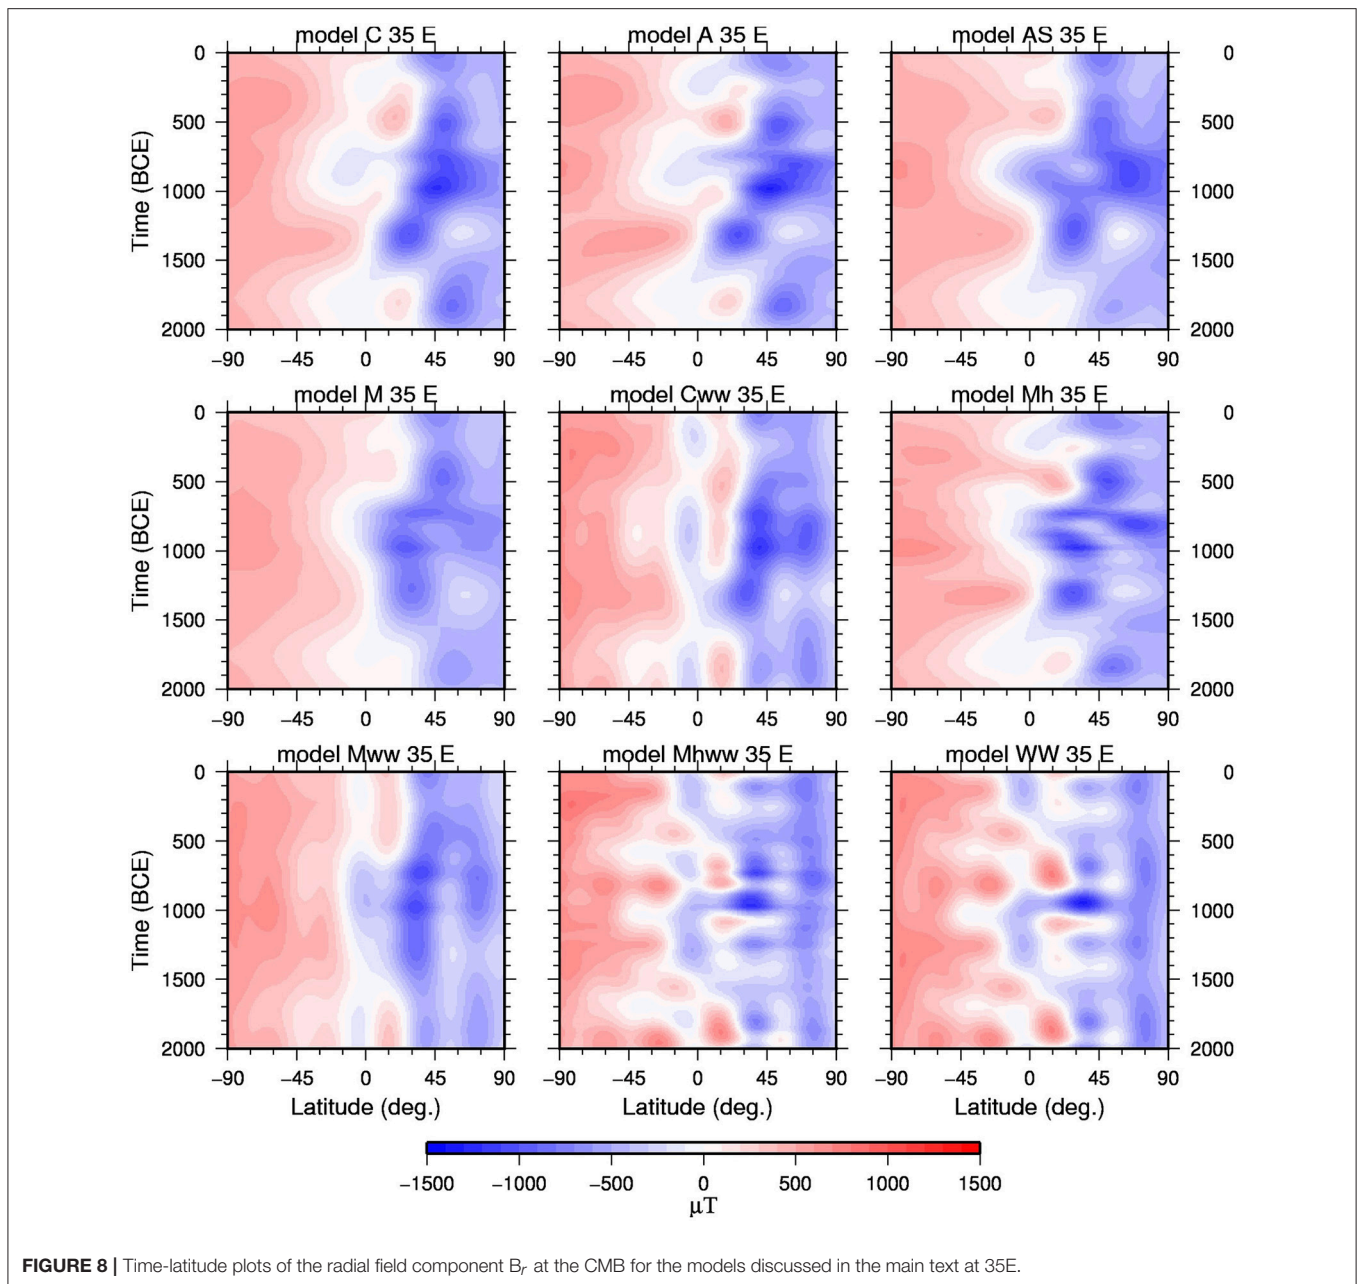 model C 35 E model A 35 E model AS 35 E
0 0
500 500
1000 1000
1500 1500
2000 2000
Time (BCE)
−90 −45 0 45 90 −90 −45 0 45 90 −90 −45 0 45 90
model M 35 E model Cww 35 E model Mh 35 E
0 0
500 500
1000 1000
1500 1500
2000 2000
Time (BCE)
−90 −45 0 45 90 −90 −45 0 45 90 −90 −45 0 45 90
model Mww 35 E model Mhww 35 E model WW 35 E
0 0
500 500
1000 1000
1500 1500
2000 2000
Time (BCE)
−90 −45 0 45 90 −90 −45 0 45 90 −90 −45 0 45 90
Latitude (deg.) Latitude (deg.) Latitude (deg.)
−1500 −1000 −500 0 500 1000 1500
μT
FIGURE 8 | Time-latitude plots of the radial field component Br at the CMB for the models discussed in the main text at 35E.